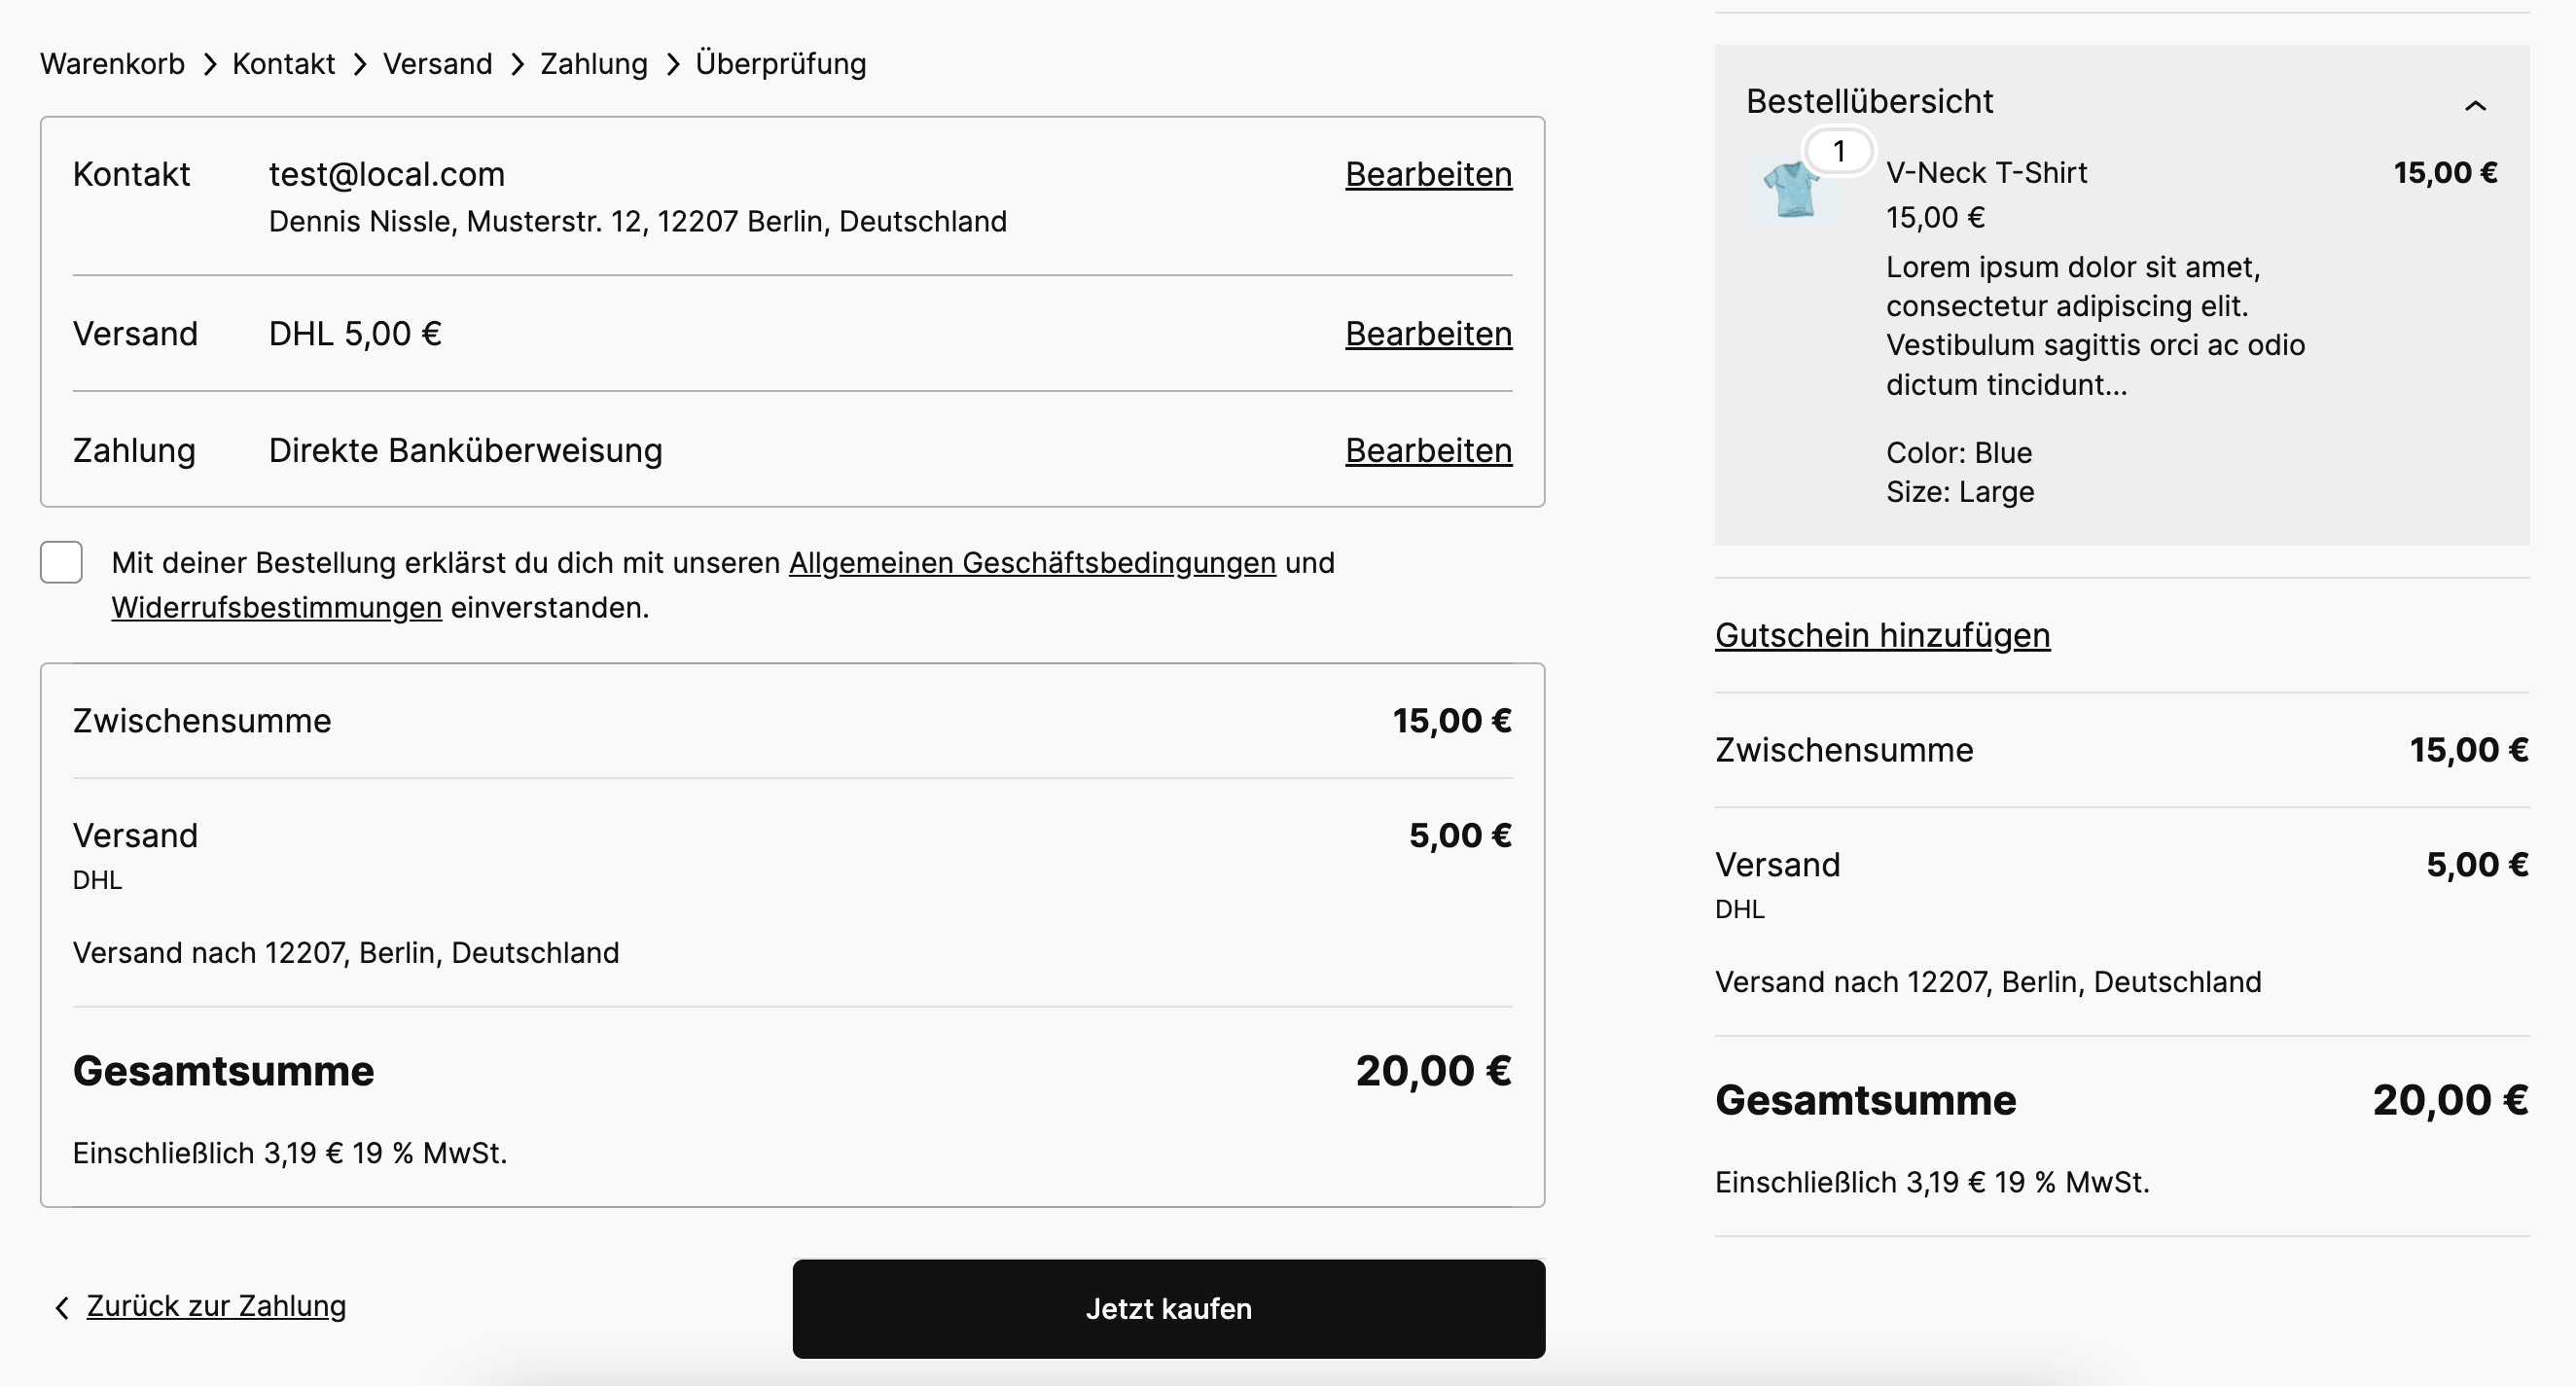 Warenkorb > Kontakt > Versand > Zahlung > Überprüfung
Kontakt test@local.com Bearbeiten
Dennis Nissle, Musterstr. 12, 12207 Berlin, Deutschland
Versand DHL 5,00 € Bearbeiten
Zahlung Direkte Banküberweisung Bearbeiten
Mit deiner Bestellung erklärst du dich mit unseren Allgemeinen Geschäftsbedingungen und
Widerrufsbestimmungen einverstanden.
Zwischensumme 15,00 €
Versand 5,00 €
DHL
Versand nach 12207, Berlin, Deutschland
Gesamtsumme 20,00 €
Einschließlich 3,19 € 19 % MwSt.
Zurück zur Zahlung
Jetzt kaufen
Bestellübersicht
1
V-Neck T-Shirt 15,00 €
15,00 €
Lorem ipsum dolor sit amet,
consectetur adipiscing elit.
Vestibulum sagittis orci ac odio
dictum tincidunt...
Color: Blue
Size: Large
Gutschein hinzufügen
Zwischensumme 15,00 €
Versand 5,00 €
DHL
Versand nach 12207, Berlin, Deutschland
Gesamtsumme 20,00 €
Einschließlich 3,19 € 19 % MwSt.